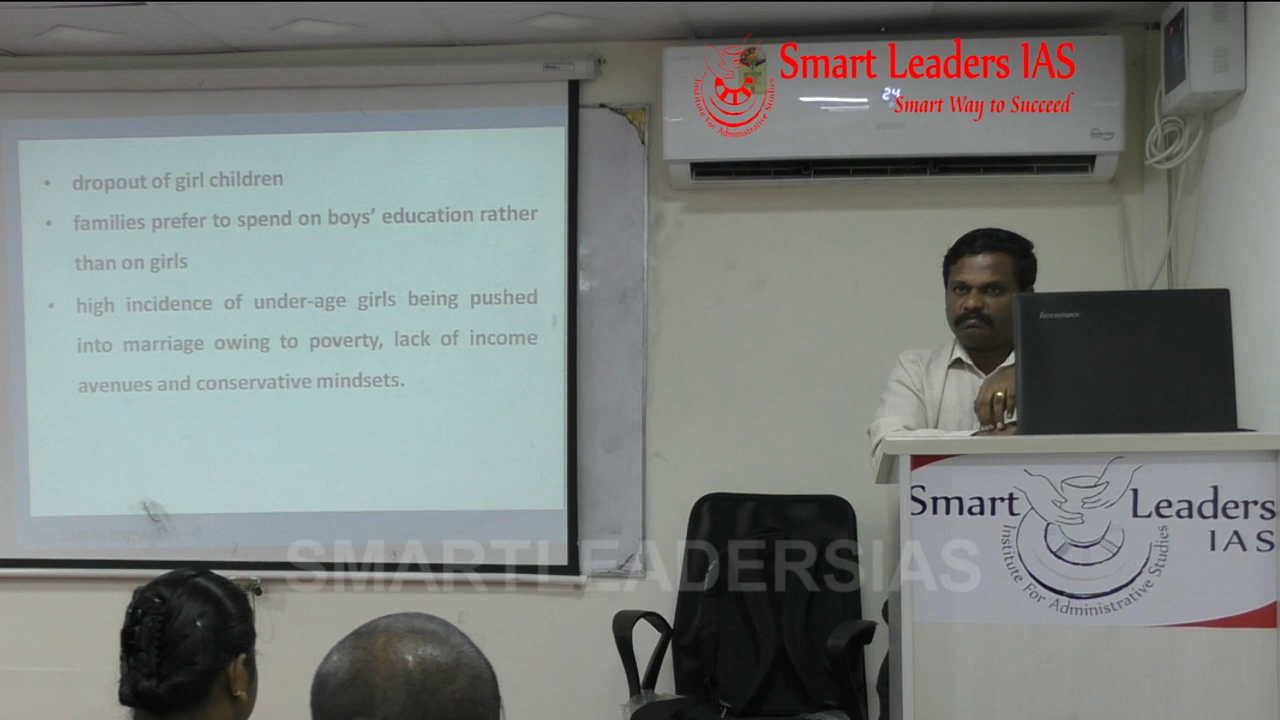 Smart Leaders IAS
Smart Way to Succeed
Institute For Administrative Studies
24
• dropout of girl children
• families prefer to spend on boys’ education rather
than on girls
• high incidence of under-age girls being pushed
into marriage owing to poverty, lack of income
avenues and conservative mindsets.
lenovo
Smart Leaders
IAS
Institute For Administrative Studies
SMARTLEADERSIAS